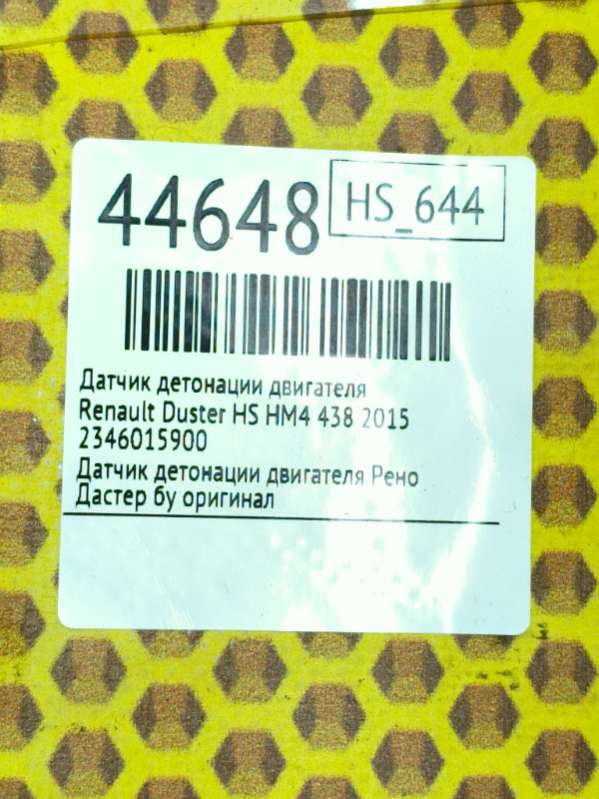 44648 HS_644
Датчик детонации двигателя
Renault Duster HS HM4 438 2015
2346015900
Датчик детонации двигателя Рено
Дастер бу оригинал